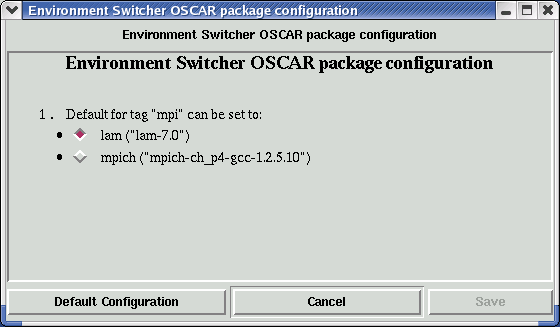 Environment Switcher OSCAR package configuration
Environment Switcher OSCAR package configuration
Environment Switcher OSCAR package configuration
1. Default for tag "mpi" can be set to:
• lam ("lam-7.0")
• mpich ("mpich-ch_p4-gcc-1.2.5.10")
Default Configuration Cancel Save